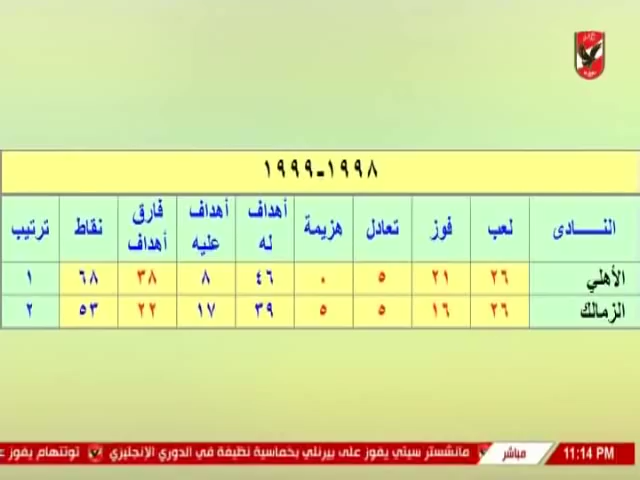 ١٩٩٨-١٩٩٩
النـــادى لعب فوز تعادل هزيمة أهداف له أهداف عليه فارق أهداف نقاط ترتيب
الأهلي ٢٦ ٢١ ٥ ٠ ٤٦ ٨ ٣٨ ٦٨ ١
الزمالك ٢٦ ١٦ ٥ ٥ ٣٩ ١٧ ٢٢ ٥٣ ٢
11:14 PM مباشر مانشستر سيتي يفوز على بيرنلي بخماسية نظيفة في الدوري الإنجليزي توتنهام يفوز